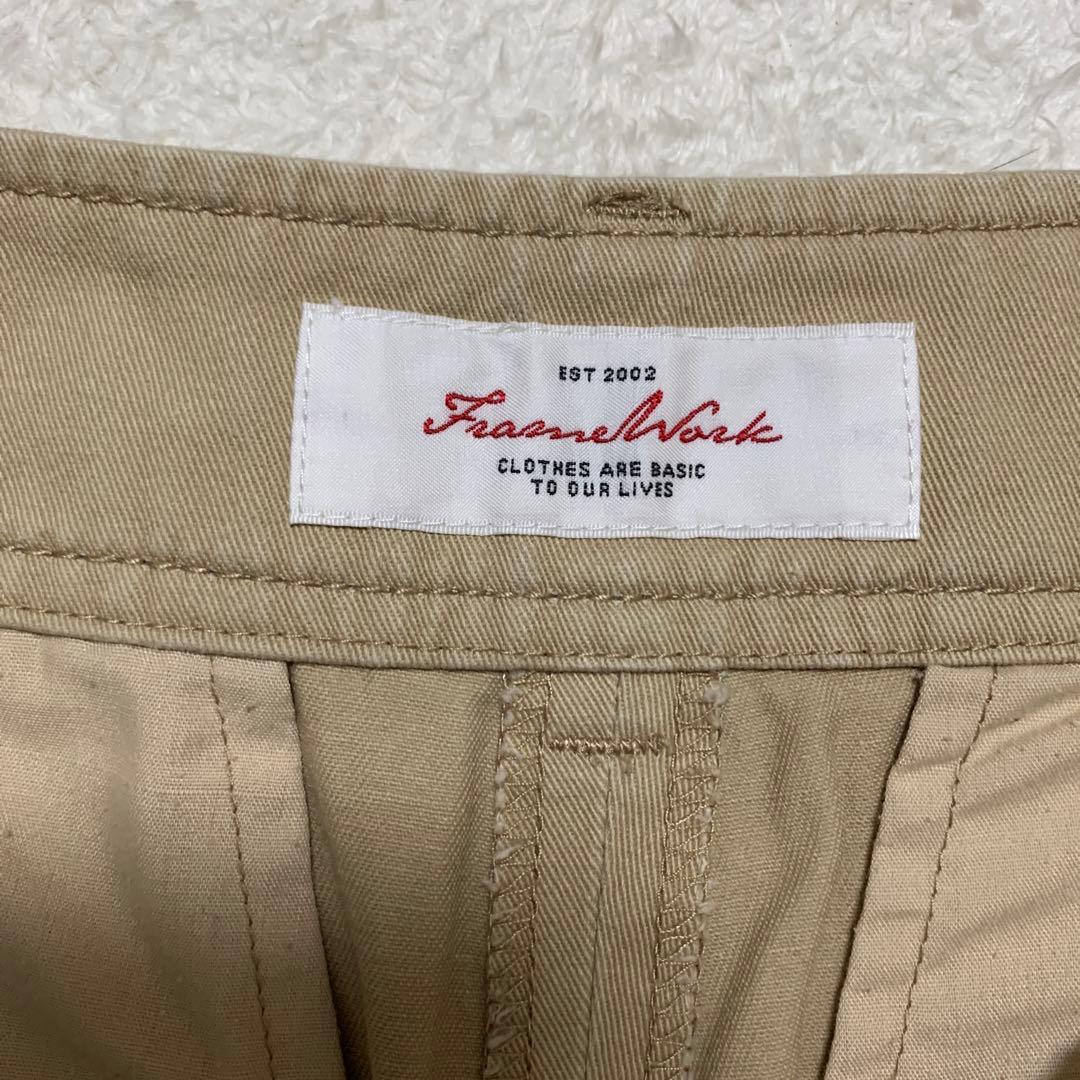 EST 2002
FrameWork
CLOTHES ARE BASIC
TO OUR LIVES